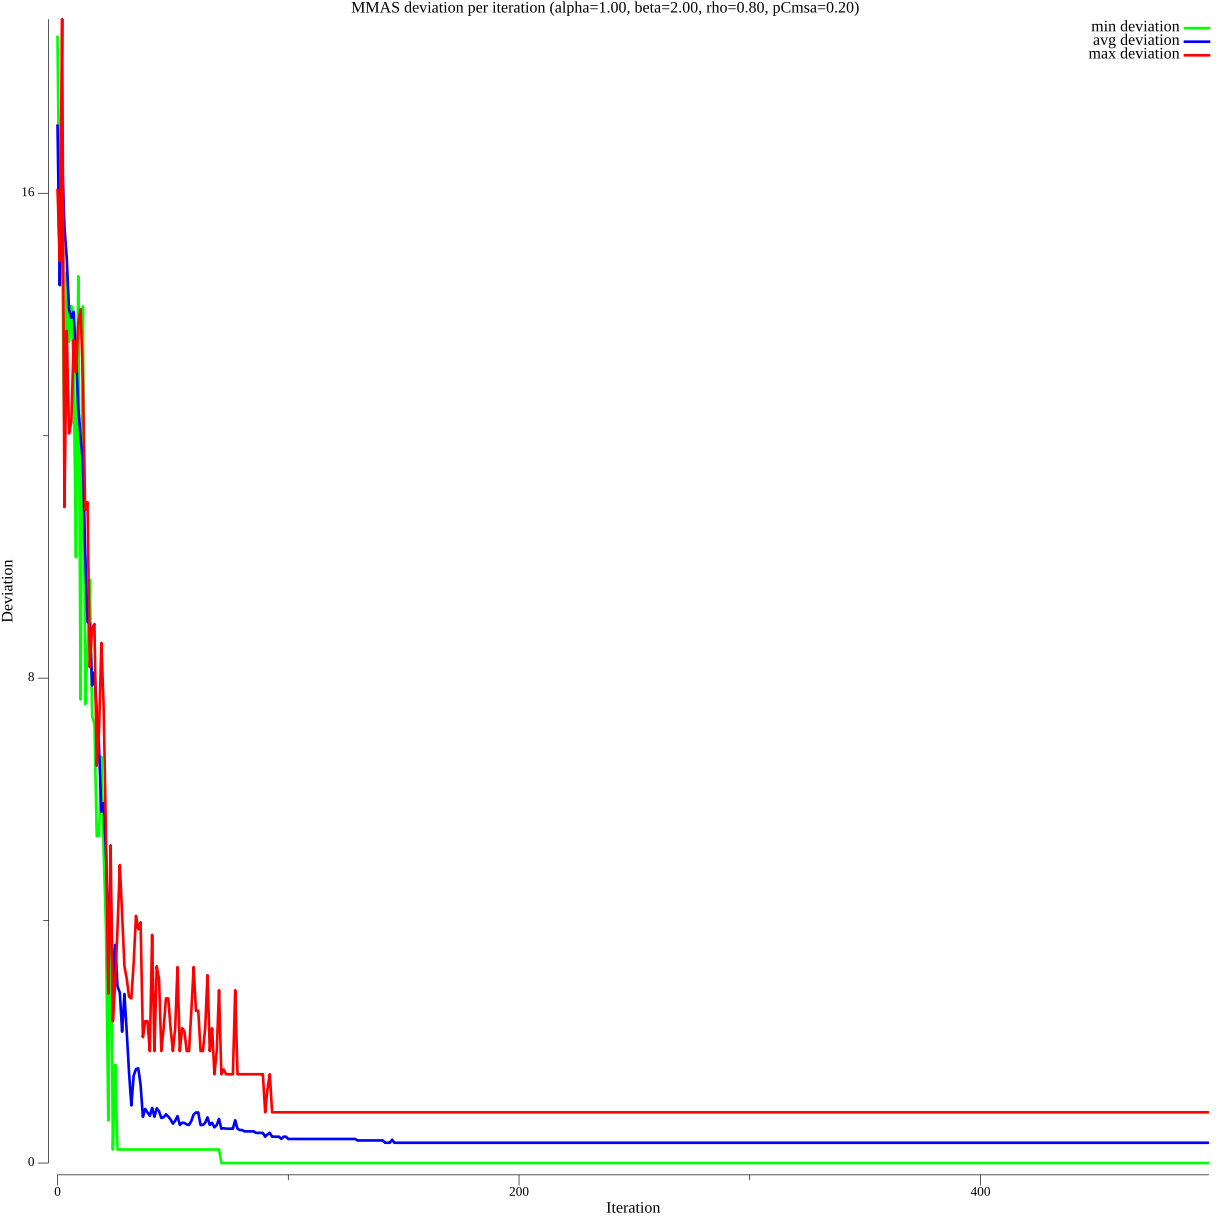 MMAS deviation per iteration (alpha=1.00, beta=2.00, rho=0.80, pCmsa=0.20)
min deviation
avg deviation
max deviation
16
8
0
Deviation
0
200
400
Iteration